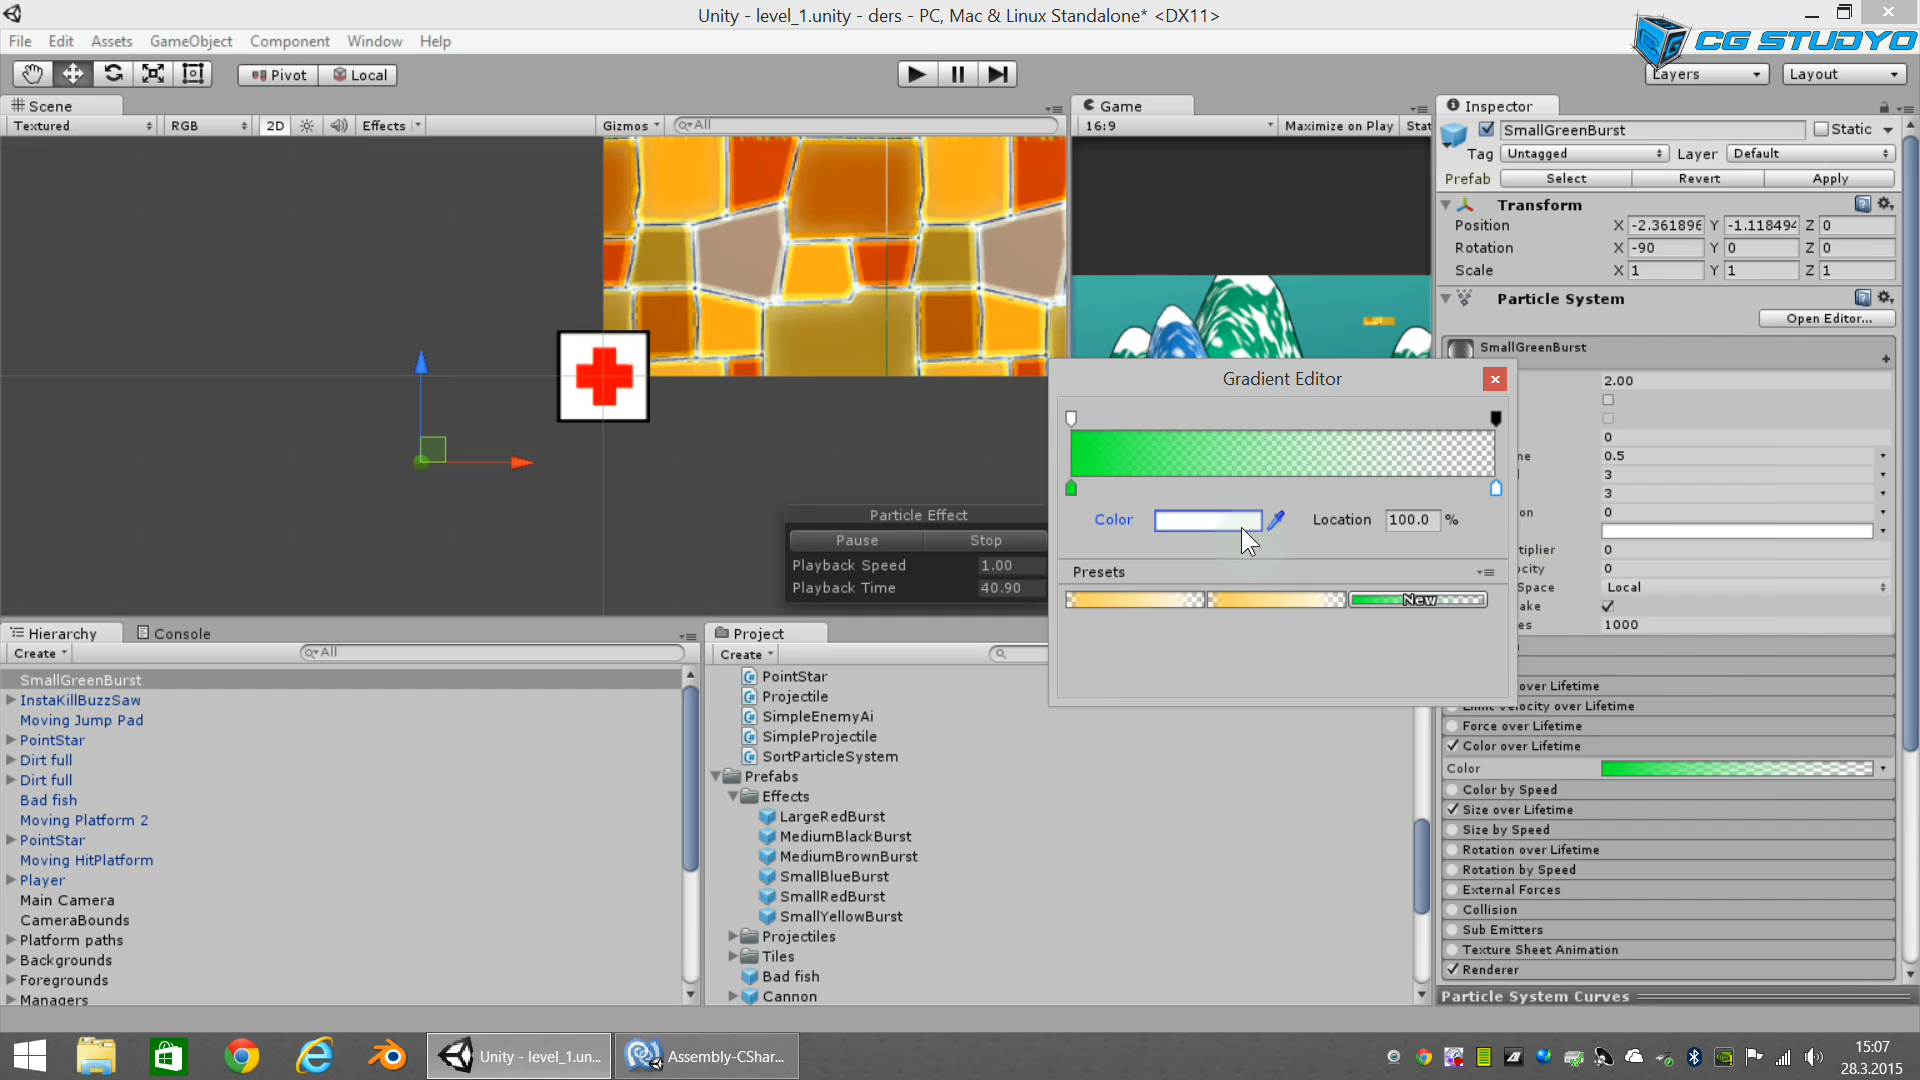 Unity - level_1.unity - ders - PC, Mac & Linux Standalone* <DX11>
CG STUDYO
File Edit Assets GameObject Component Window Help
Pivot Local
Layers Layout
Scene
Game
Inspector
Textured RGB 2D Effects Gizmos All
16:9 Maximize on Play Stat
SmallGreenBurst Static
Tag Untagged Layer Default
Prefab Select Revert Apply
Transform
Position X -2.361896 Y -1.118494 Z 0
Rotation X -90 Y 0 Z 0
Scale X 1 Y 1 Z 1
Particle System
Open Editor...
SmallGreenBurst
2.00
0
0.5
3
3
0
0
0
Space Local
1000
Gradient Editor
Color Location 100.0 %
Presets
New
Particle Effect
Pause Stop
Playback Speed 1.00
Playback Time 40.90
over Lifetime
Limit Velocity over Lifetime
Force over Lifetime
Color over Lifetime
Color
Color by Speed
Size over Lifetime
Size by Speed
Rotation over Lifetime
Rotation by Speed
External Forces
Collision
Sub Emitters
Texture Sheet Animation
Renderer
Particle System Curves
Hierarchy Console
Create All
SmallGreenBurst
InstaKillBuzzSaw
Moving Jump Pad
PointStar
Dirt full
Dirt full
Bad fish
Moving Platform 2
PointStar
Moving HitPlatform
Player
Main Camera
CameraBounds
Platform paths
Backgrounds
Foregrounds
Managers
Project
Create
PointStar
Projectile
SimpleEnemyAi
SimpleProjectile
SortParticleSystem
Prefabs
Effects
LargeRedBurst
MediumBlackBurst
MediumBrownBurst
SmallBlueBurst
SmallRedBurst
SmallYellowBurst
Projectiles
Tiles
Bad fish
Cannon
Unity - level_1.un...
Assembly-CShar...
15:07
28.3.2015